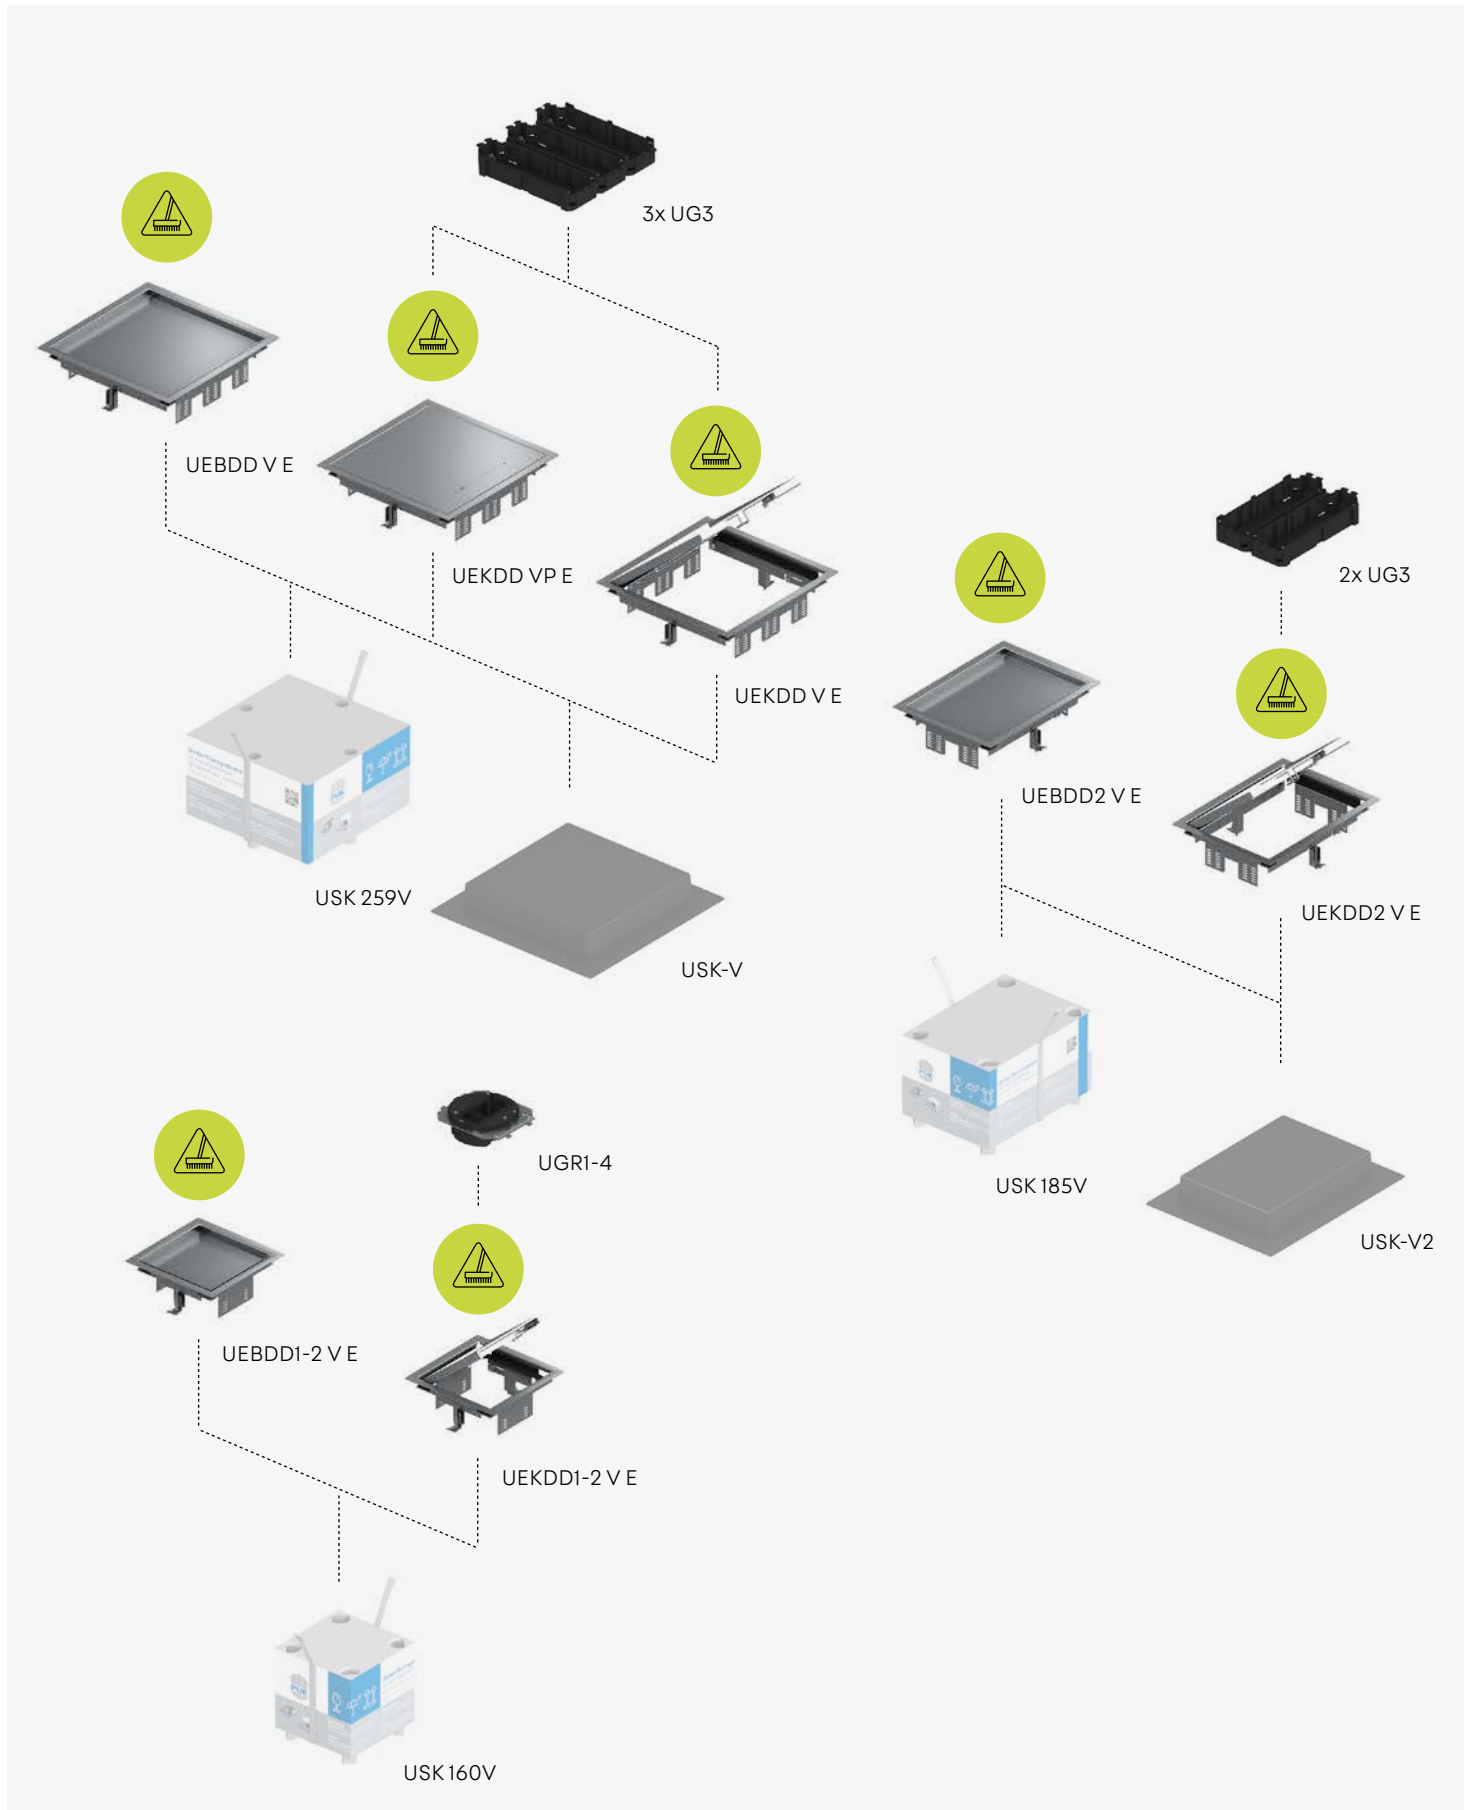 3x UG3
UEBDD V E
UEKDD VP E
UEKDD V E
2x UG3
UEBDD2 V E
UEKDD2 V E
USK 259V
USK-V
USK 185V
USK-V2
UGR1-4
UEBDD1-2 V E
UEKDD1-2 V E
USK 160V